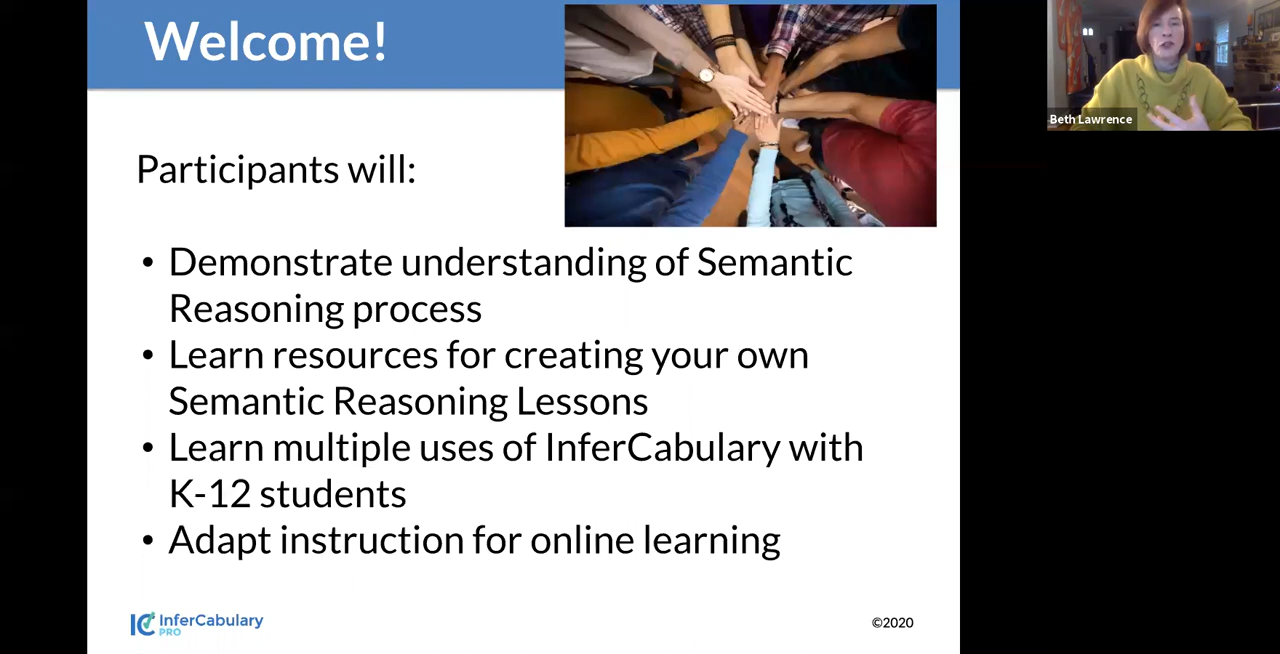 Welcome!
Beth Lawrence
Participants will:
• Demonstrate understanding of Semantic
Reasoning process
• Learn resources for creating your own
Semantic Reasoning Lessons
• Learn multiple uses of InferCabulary with
K-12 students
• Adapt instruction for online learning
IC InferCabulary
PRO
©2020